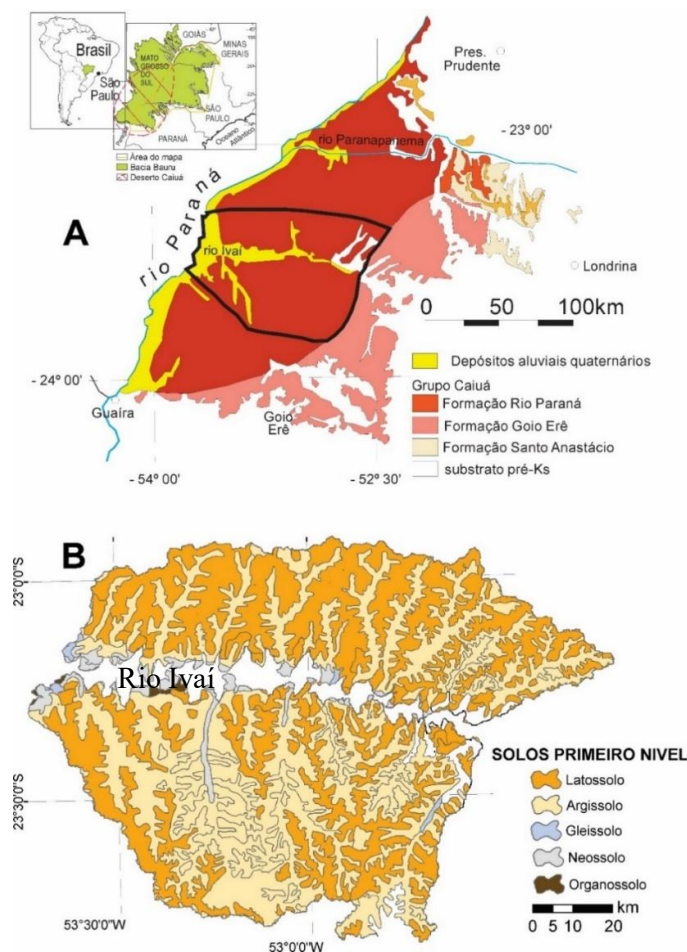 Brasil
São
Paulo
GOIÁS
MINAS
GERAIS
MATO
GROSSO
DO
SUL
SÃO
PAULO
PARANÁ
Oceano
Atlântico
Área do mapa
Bacia Bauru
Deserto Caiuá
Pres.
Prudente
- 23° 00'
rio Paranapanema
A
rio Paraná
rio Ivaí
Londrina
0 50 100km
- 24° 00'
Guaíra
Goio
Erê
- 54° 00'
- 52° 30'
Depósitos aluviais quaternários
Grupo Caiuá
Formação Rio Paraná
Formação Goio Erê
Formação Santo Anastácio
substrato pré-Ks
B
23°0'0"S
Rio Ivaí
23°30'0"S
53°30'0"W
53°0'0"W
SOLOS PRIMEIRO NIVEL
Latossolo
Argissolo
Gleissolo
Neossolo
Organossolo
km
0 5 10 20